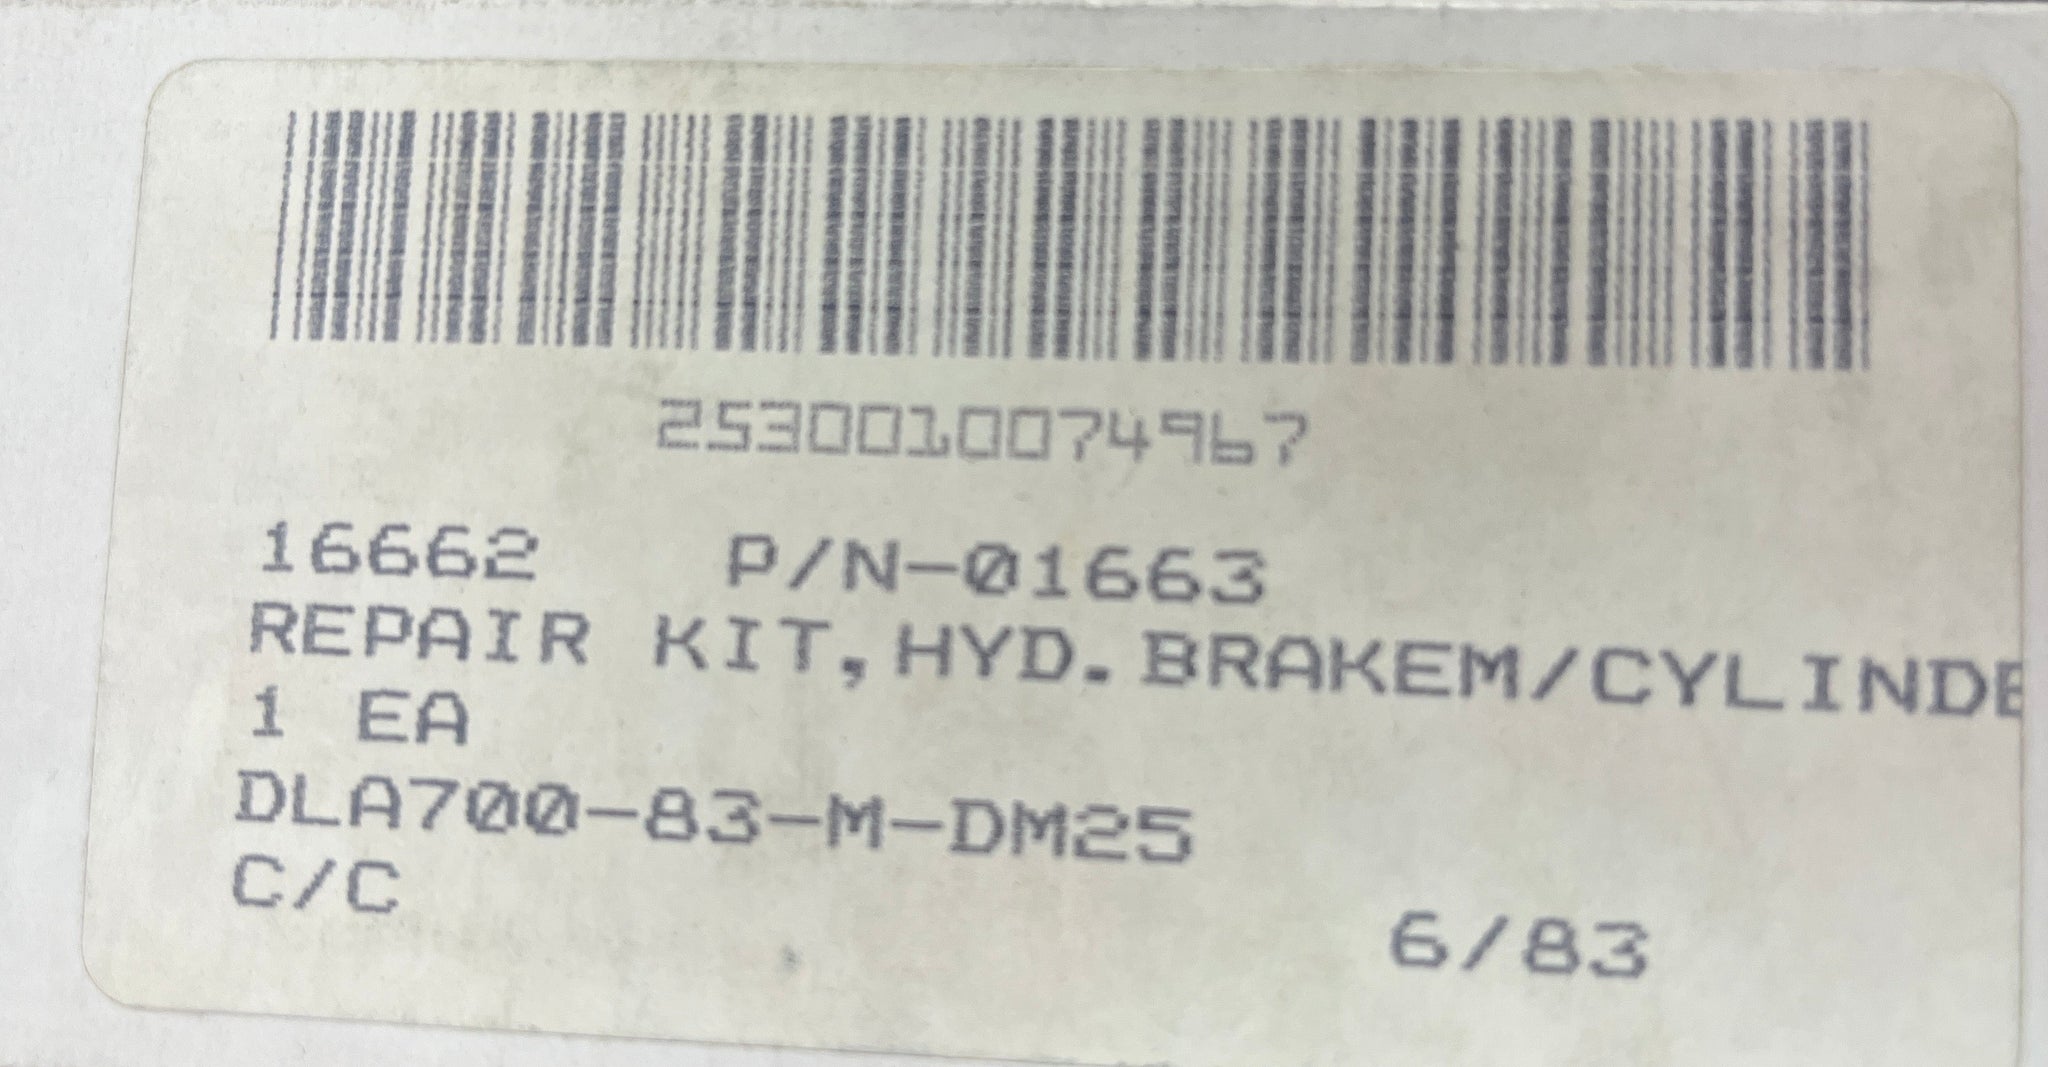 2530010074967
16662 P/N-01663
REPAIR KIT,HYD.BRAKEM/CYLINDE
1 EA
DLA700-83-M-DM25
C/C
6/83